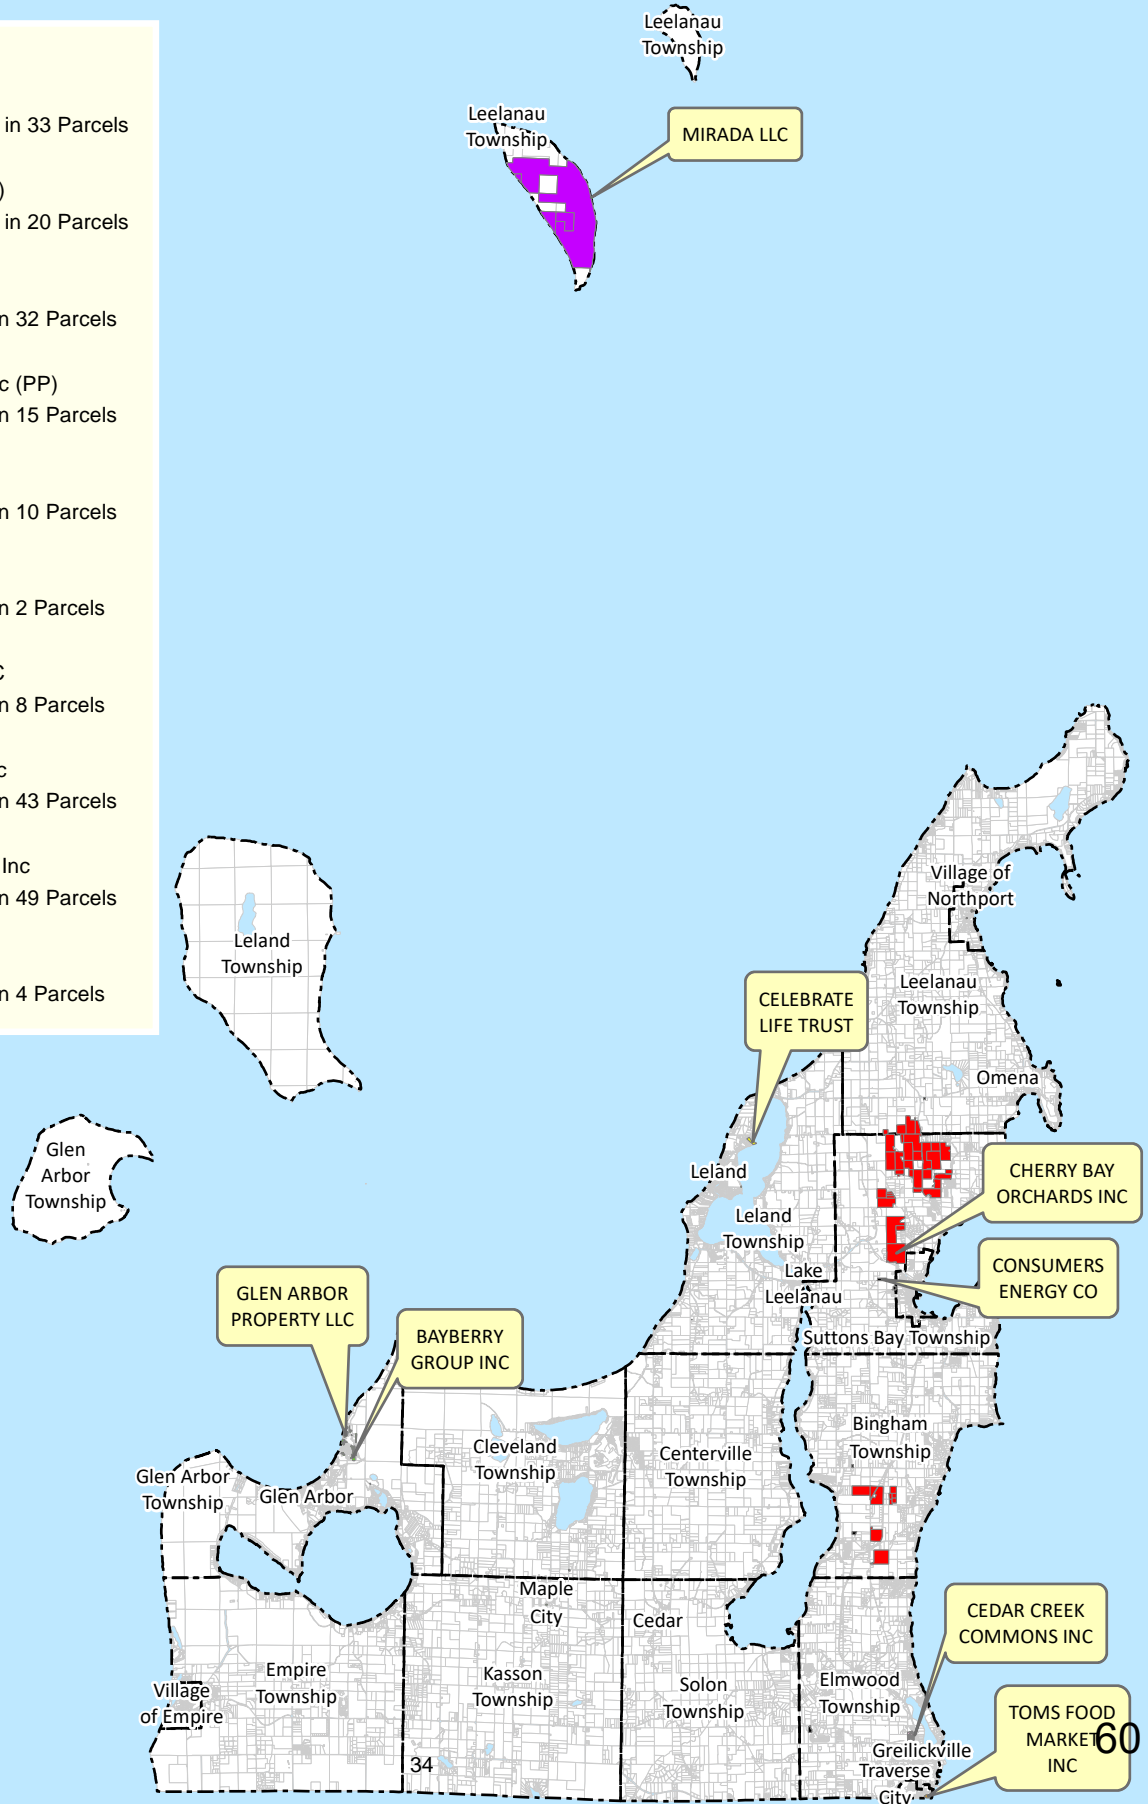 in 33 Parcels
)
in 20 Parcels
n 32 Parcels
c (PP)
n 15 Parcels
n 10 Parcels
n 2 Parcels
C
n 8 Parcels
c
n 43 Parcels
Inc
n 49 Parcels
n 4 Parcels
Leelanau
Township
Leelanau
Township
MIRADA LLC
Village of
Northport
Leland
Township
Leelanau
Township
CELEBRATE
LIFE TRUST
Omena
Glen
Arbor
Township
Leland
CHERRY BAY
ORCHARDS INC
Leland
Township
Lake
Leelanau
CONSUMERS
ENERGY CO
GLEN ARBOR
PROPERTY LLC
BAYBERRY
GROUP INC
Suttons Bay Township
Bingham
Township
Cleveland
Township
Centerville
Township
Glen Arbor
Township
Glen Arbor
Maple
City
Cedar
CEDAR CREEK
COMMONS INC
Empire
Township
Kasson
Township
Solon
Township
Elmwood
Township
Village
of Empire
TOMS FOOD
MARKET
INC
60
Greilickville
Traverse
City
34